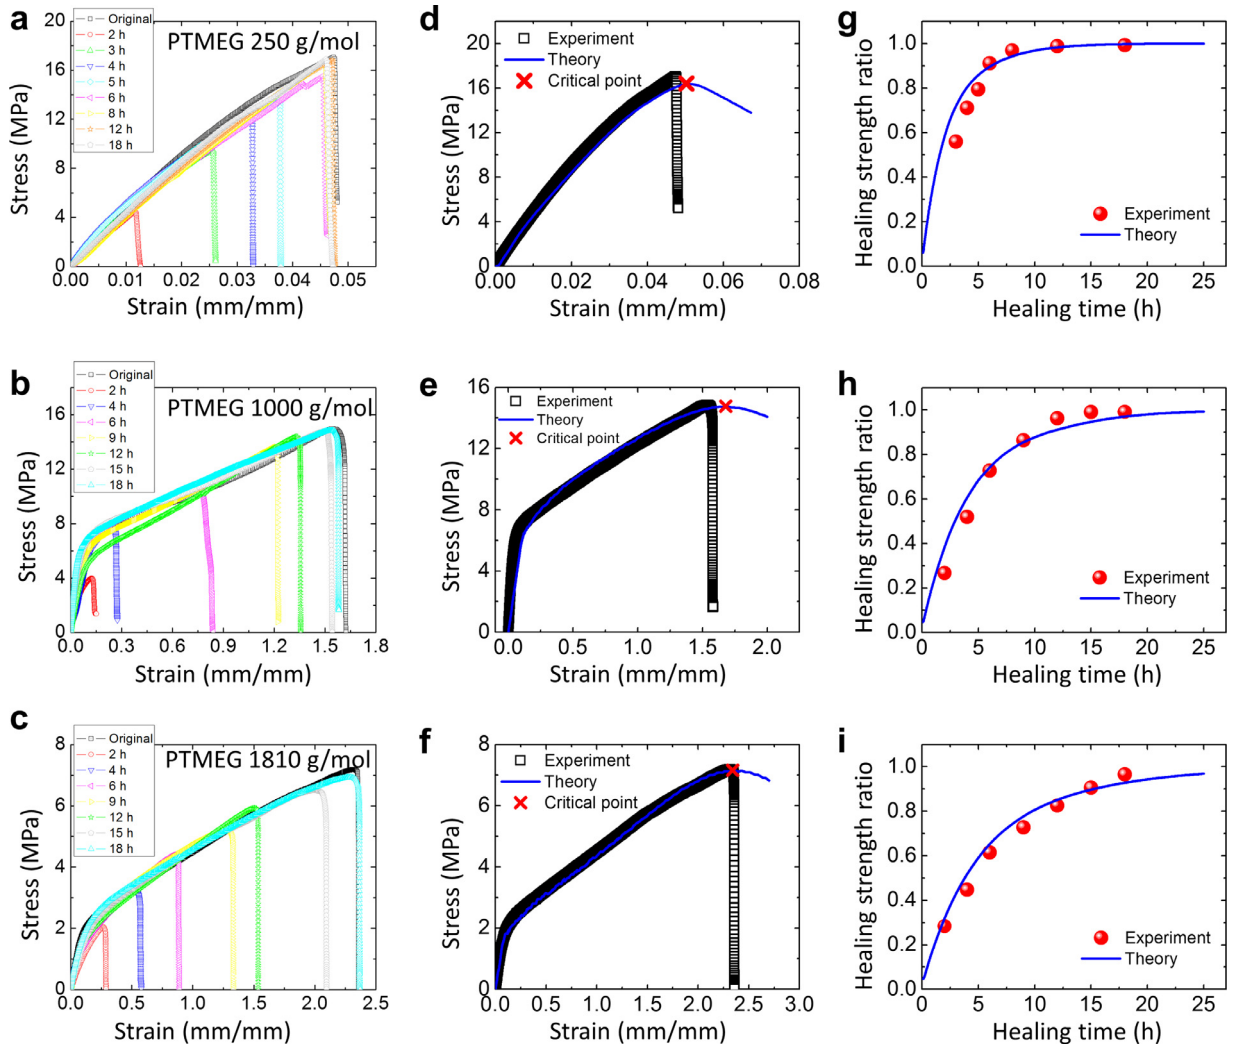 a
Original
2 h
3 h
4 h
5 h
6 h
8 h
12 h
18 h
PTMEG 250 g/mol
20
16
12
8
4
0
Stress (MPa)
0.00 0.01 0.02 0.03 0.04 0.05
Strain (mm/mm)
d
Experiment
Theory
Critical point
20
16
12
8
4
0
Stress (MPa)
0.00 0.02 0.04 0.06 0.08
Strain (mm/mm)
g
1.0
0.8
0.6
0.4
0.2
0.0
Healing strength ratio
Experiment
Theory
0 5 10 15 20 25
Healing time (h)
b
Original
2 h
4 h
6 h
9 h
12 h
15 h
18 h
PTMEG 1000 g/mol
16
12
8
4
0
Stress (MPa)
0.0 0.3 0.6 0.9 1.2 1.5 1.8
Strain (mm/mm)
e
Experiment
Theory
Critical point
16
12
8
4
0
Stress (MPa)
0.0 0.5 1.0 1.5 2.0
Strain (mm/mm)
h
1.0
0.8
0.6
0.4
0.2
0.0
Healing strength ratio
Experiment
Theory
0 5 10 15 20 25
Healing time (h)
c
Original
2 h
4 h
6 h
9 h
12 h
15 h
18 h
PTMEG 1810 g/mol
8
6
4
2
0
Stress (MPa)
0.0 0.5 1.0 1.5 2.0 2.5
Strain (mm/mm)
f
Experiment
Theory
Critical point
8
6
4
2
0
Stress (MPa)
0.0 0.5 1.0 1.5 2.0 2.5 3.0
Strain (mm/mm)
i
1.0
0.8
0.6
0.4
0.2
0.0
Healing strength ratio
Experiment
Theory
0 5 10 15 20 25
Healing time (h)